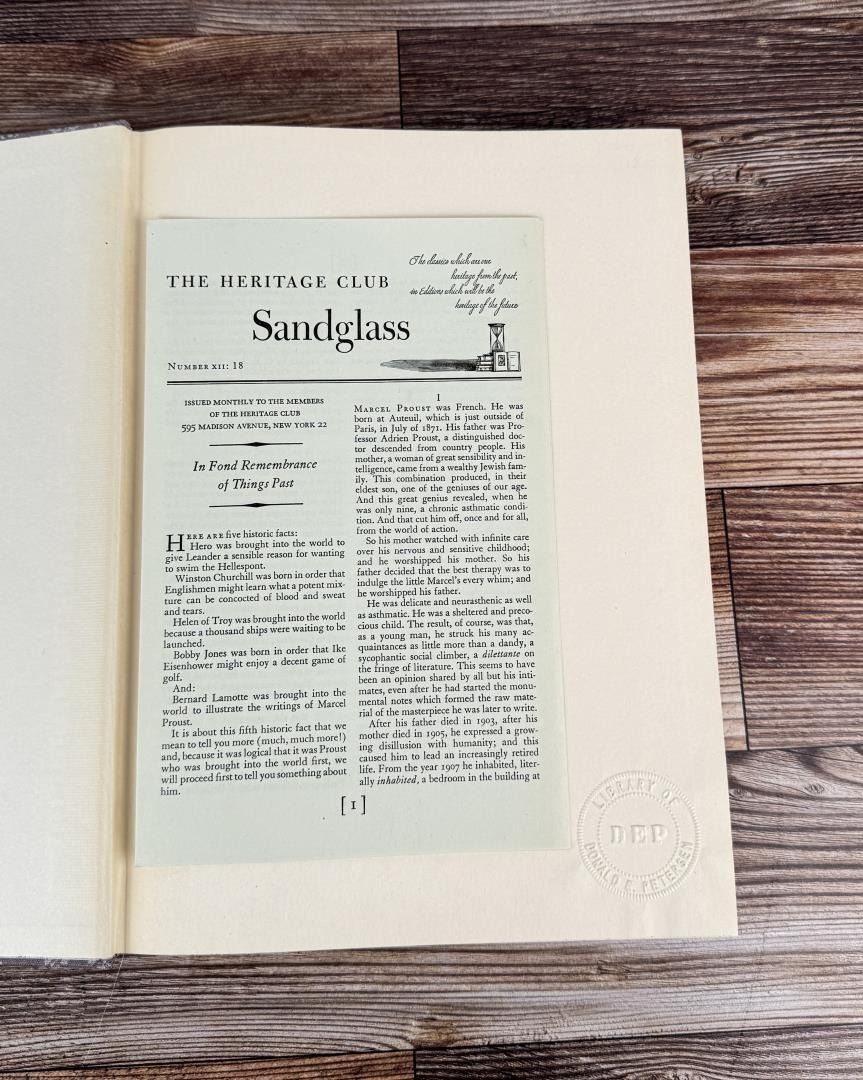 THE HERITAGE CLUB
The classics which are our
heritage from the past,
in Editions which will be the
heritage of the future
Sandglass
NUMBER XII: 18
ISSUED MONTHLY TO THE MEMBERS
OF THE HERITAGE CLUB
595 MADISON AVENUE, NEW YORK 22
In Fond Remembrance
of Things Past
HERE ARE five historic facts:
Hero was brought into the world to
give Leander a sensible reason for wanting
to swim the Hellespont.
Winston Churchill was born in order that
Englishmen might learn what a potent mix-
ture can be concocted of blood and sweat
and tears.
Helen of Troy was brought into the world
because a thousand ships were waiting to be
launched.
Bobby Jones was born in order that Ike
Eisenhower might enjoy a decent game of
golf.
And:
Bernard Lamotte was brought into the
world to illustrate the writings of Marcel
Proust.
It is about this fifth historic fact that we
mean to tell you more (much, much more!)
and, because it was logical that it was Proust
who was brought into the world first, we
will proceed first to tell you something about
him.
I
MARCEL PROUST was French. He was
born at Auteuil, which is just outside of
Paris, in July of 1871. His father was Pro-
fessor Adrien Proust, a distinguished doc-
tor descended from country people. His
mother, a woman of great sensibility and in-
telligence, came from a wealthy Jewish fam-
ily. This combination produced, in their
eldest son, one of the geniuses of our age.
And this great genius revealed, when he
was only nine, a chronic asthmatic condi-
tion. And that cut him off, once and for all,
from the world of action.
So his mother watched with infinite care
over his nervous and sensitive childhood;
and he worshipped his mother. So his
father decided that the best therapy was to
indulge the little Marcel's every whim; and
he worshipped his father.
He was delicate and neurasthenic as well
as asthmatic. He was a sheltered and preco-
cious child. The result, of course, was that,
as a young man, he struck his many ac-
quaintances as little more than a dandy, a
sycophantic social climber, a dilettante on
the fringe of literature. This seems to have
been an opinion shared by all but his inti-
mates, even after he had started the monu-
mental notes which formed the raw mate-
rial of the masterpiece he was later to write.
After his father died in 1903, after his
mother died in 1905, he expressed a grow-
ing disillusion with humanity; and this
caused him to lead an increasingly retired
life. From the year 1907 he inhabited, liter-
ally inhabited, a bedroom in the building at
[1]
LIBRARY OF
DEP
DONALD E. PETERSEN